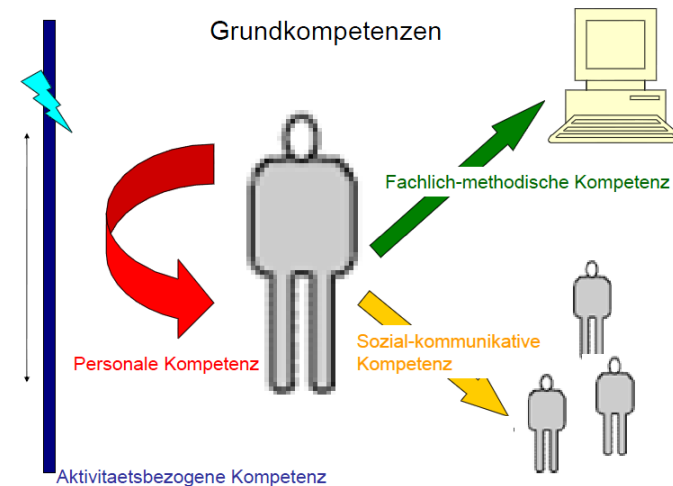 Grundkompetenzen
Fachlich-methodische Kompetenz
Sozial-kommunikative
Kompetenz
Personale Kompetenz
Aktivitaetsbezogene Kompetenz